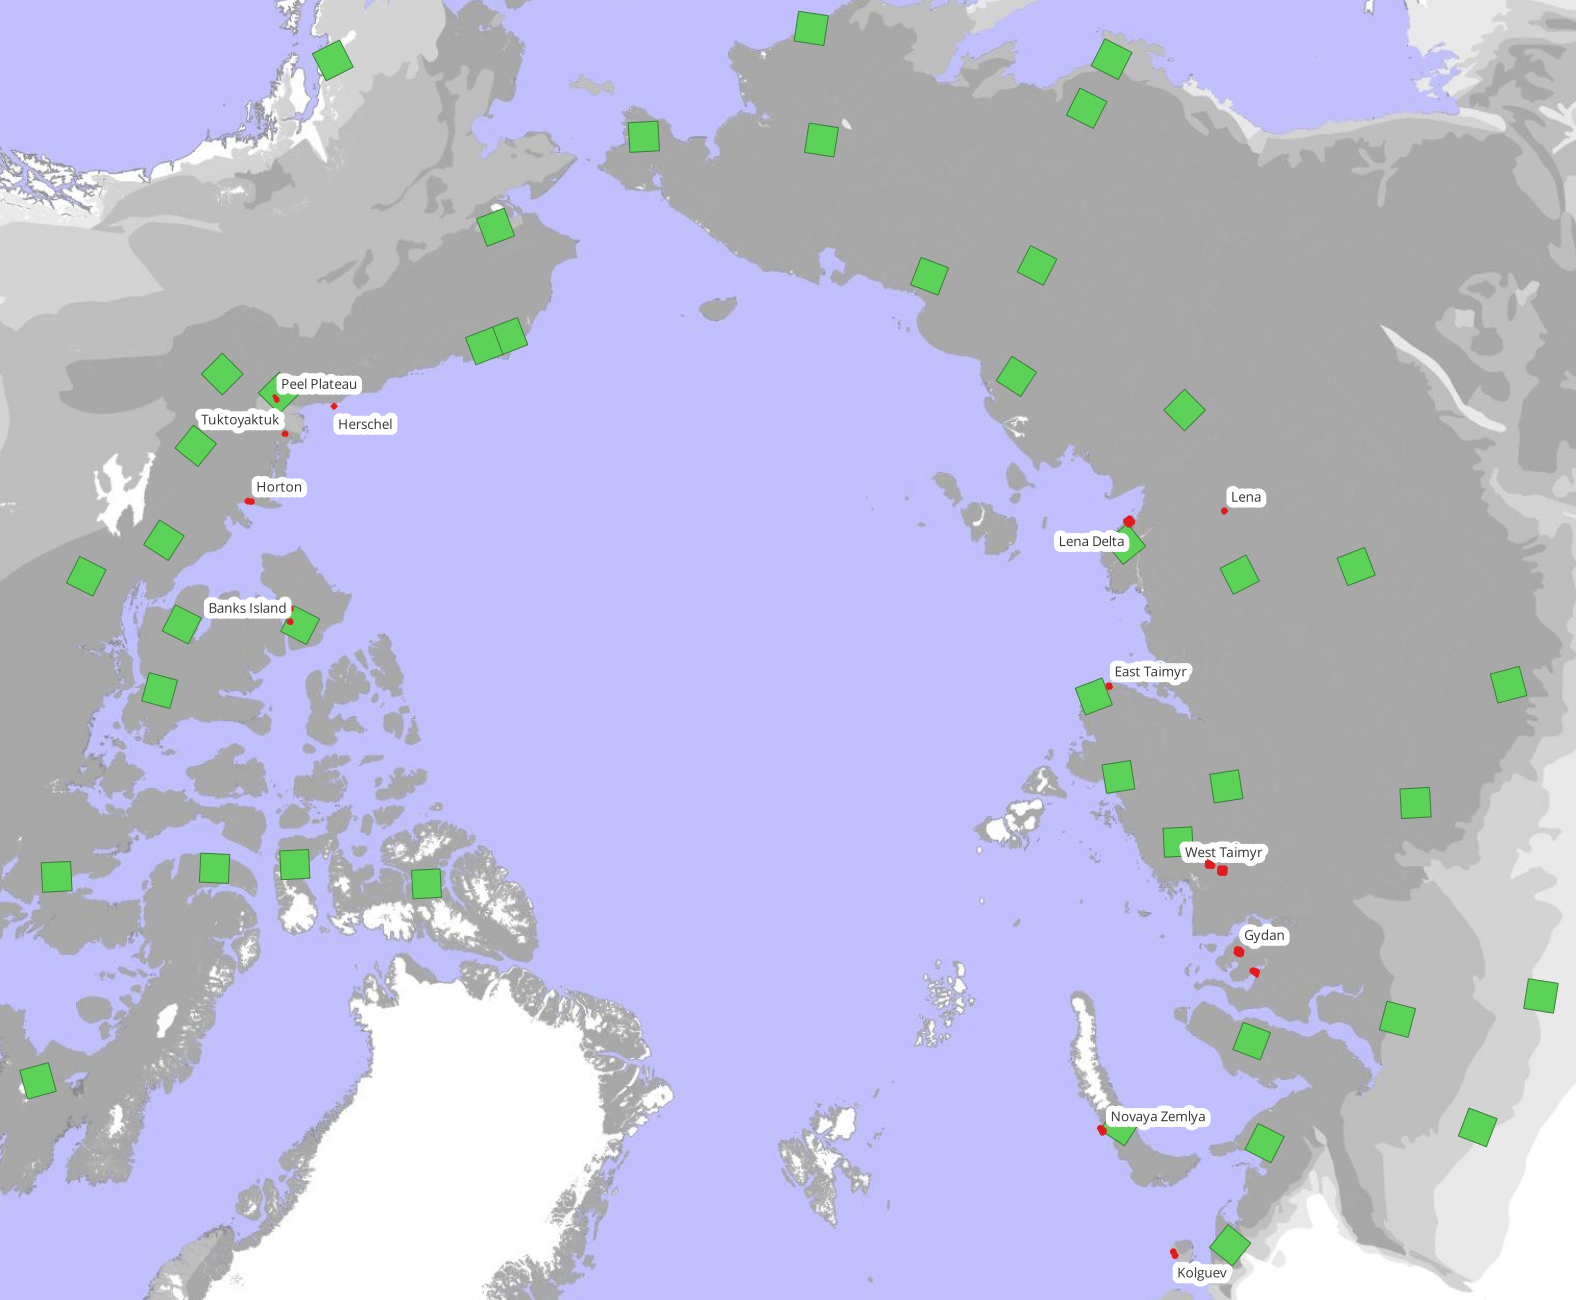 Peel Plateau
Tuktoyaktuk
Herschel
Horton
Lena
Lena Delta
Banks Island
East Taimyr
West Taimyr
Gydan
Novaya Zemlya
Kolguev